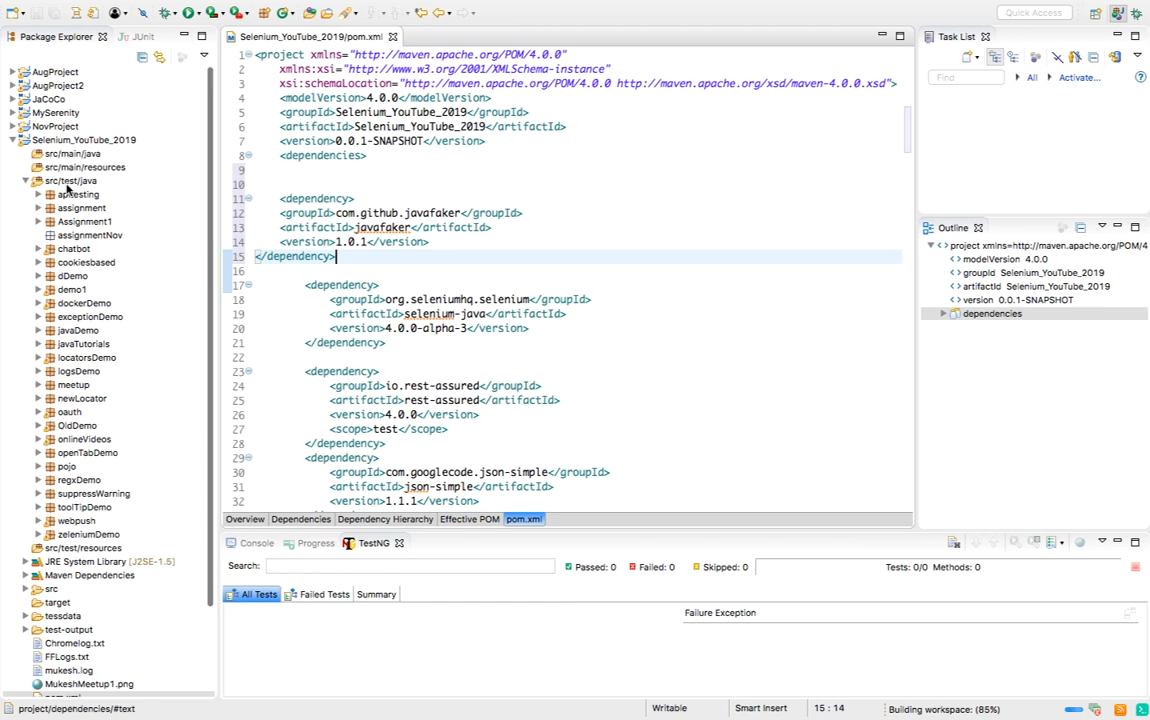 Quick Access
Package Explorer
JUnit
AugProject
AugProject2
JaCoCo
MySerenity
NovProject
Selenium_YouTube_2019
src/main/java
src/main/resources
src/test/java
assignment
Assignment1
assignmentNov
chatbot
cookiesbased
dDemo
demo1
dockerDemo
exceptionDemo
javaDemo
javaTutorials
locatorsDemo
logsDemo
meetup
newLocator
oauth
OldDemo
onlineVideos
openTabDemo
pojo
regxDemo
suppressWarning
toolTipDemo
webpush
zeleniumDemo
src/test/resources
JRE System Library [J2SE-1.5]
Maven Dependencies
src
target
tessdata
test-output
Chromelog.txt
FFLogs.txt
mukesh.log
MukeshMeetup1.png
Selenium_YouTube_2019/pom.xml
1 <project xmlns="http://maven.apache.org/POM/4.0.0"
2 xmlns:xsi="http://www.w3.org/2001/XMLSchema-instance"
3 xsi:schemaLocation="http://maven.apache.org/POM/4.0.0 http://maven.apache.org/xsd/maven-4.0.0.xsd">
4 <modelVersion>4.0.0</modelVersion>
5 <groupId>Selenium_YouTube_2019</groupId>
6 <artifactId>Selenium_YouTube_2019</artifactId>
7 <version>0.0.1-SNAPSHOT</version>
8 <dependencies>
9
10
11 <dependency>
12 <groupId>com.github.javafaker</groupId>
13 <artifactId>javafaker</artifactId>
14 <version>1.0.1</version>
15 </dependency>
16
17 <dependency>
18 <groupId>org.seleniumhq.selenium</groupId>
19 <artifactId>selenium-java</artifactId>
20 <version>4.0.0-alpha-3</version>
21 </dependency>
22
23 <dependency>
24 <groupId>io.rest-assured</groupId>
25 <artifactId>rest-assured</artifactId>
26 <version>4.0.0</version>
27 <scope>test</scope>
28 </dependency>
29 <dependency>
30 <groupId>com.googlecode.json-simple</groupId>
31 <artifactId>json-simple</artifactId>
32 <version>1.1.1</version>
Overview Dependencies Dependency Hierarchy Effective POM pom.xml
Console Progress TestNG
Search: Passed: 0 Failed: 0 Skipped: 0 Tests: 0/0 Methods: 0
All Tests Failed Tests Summary
Failure Exception
Task List
Find All Activate...
Outline
project xmlns=http://maven.apache.org/POM/4
modelVersion 4.0.0
groupId Selenium_YouTube_2019
artifactId Selenium_YouTube_2019
version 0.0.1-SNAPSHOT
dependencies
project/dependencies/#text Writable Smart Insert 15 : 14 Building workspace: (85%)